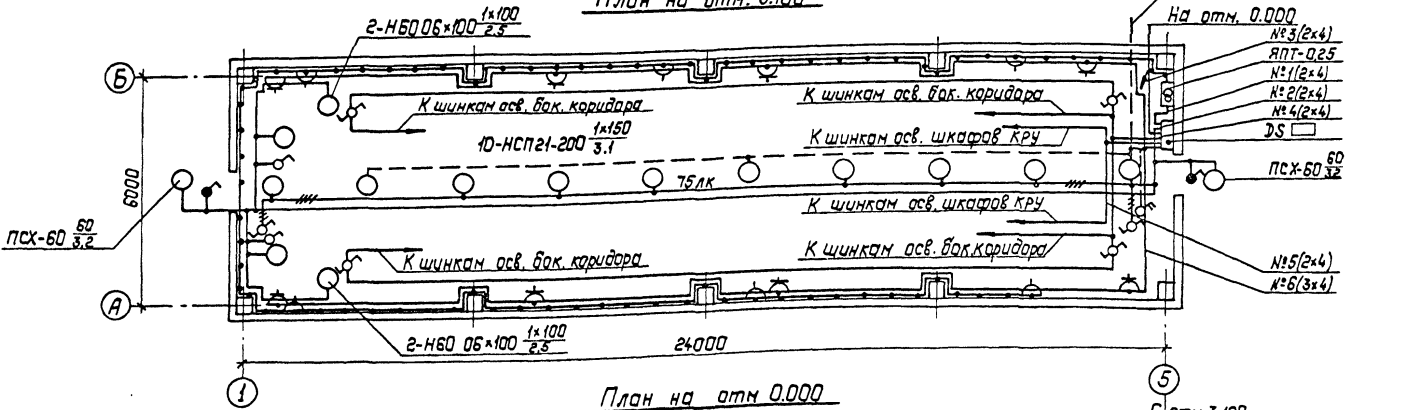 План на отм. 0.100
2-НБО 06×100 1×100/2.5
На отм. 0.000
№3(2×4)
ЯПТ-0,25
№1(2×4)
№2(2×4)
№4(2×4)
DS
Б
К шинкам осв. бок. коридора
К шинкам осв. бок. коридора
10-НСП21-200 1×150/3.1
К шинкам осв. шкафов КРУ
75лк
ПСХ-60 60/3,2
6000
ПСХ-60 60/3,2
К шинкам осв. шкафов КРУ
К шинкам осв. бок. коридора
К шинкам осв. бок. коридора
№5(2×4)
№6(3×4)
А
2-НБО 06×100 1×100/2,5
24000
1
5
План на отм 0.000